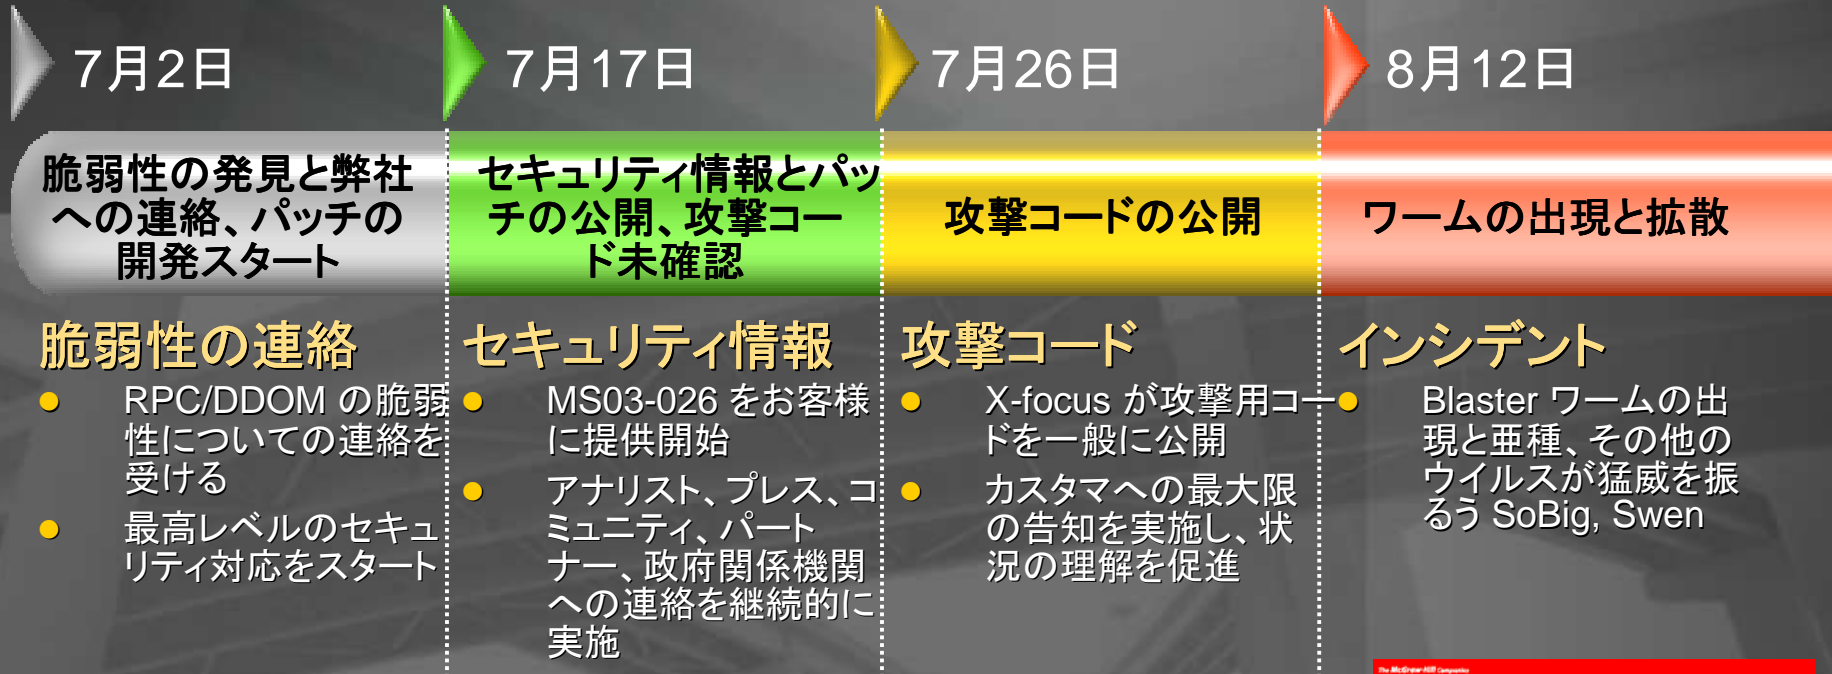 7月2日
7月17日
7月26日
8月12日
脆弱性の発見と弊社
への連絡、パッチの
開発スタート
セキュリティ情報とパッ
チの公開、攻撃コー
ド未確認
攻撃コードの公開
ワームの出現と拡散
脆弱性の連絡
RPC/DDOM の脆弱
性についての連絡を
受ける
最高レベルのセキュ
リティ対応をスタート
セキュリティ情報
MS03-026 をお客様
に提供開始
アナリスト、プレス、コ
ミュニティ、パート
ナー、政府関係機関
への連絡を継続的に
実施
攻撃コード
X-focus が攻撃用コー
ドを一般に公開
カスタマへの最大限
の告知を実施し、状
況の理解を促進
インシデント
Blaster ワームの出
現と亜種、その他の
ウイルスが猛威を振
るう SoBig, Swen
The McGraw-Hill Companies